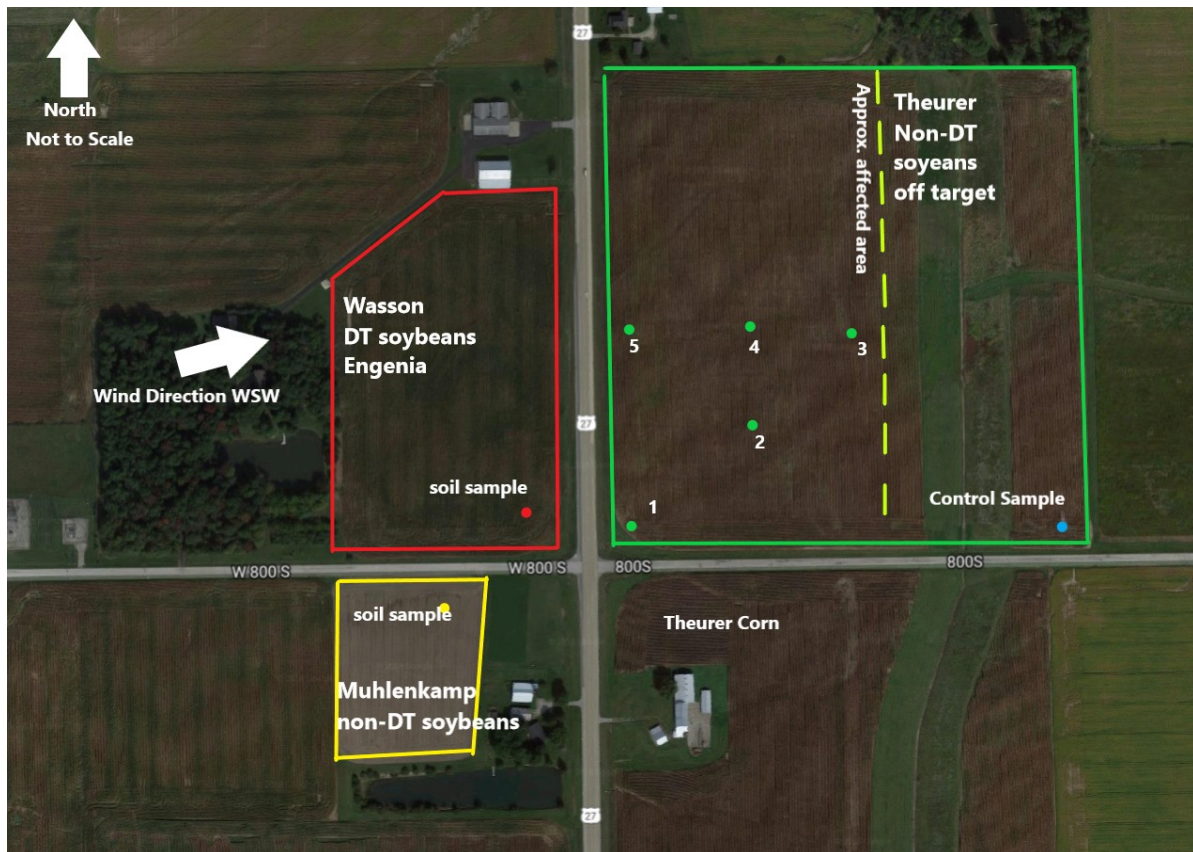 North
Not to Scale
27
Theurer
Non-DT
soyeans
off target
Approx. affected area
Wasson
DT soybeans
Engenia
Wind Direction WSW
5
4
3
27
2
soil sample
1
Control Sample
W 800 S
W 800 S
800S
800S
soil sample
Theurer Corn
Muhlenkamp
non-DT soybeans
27